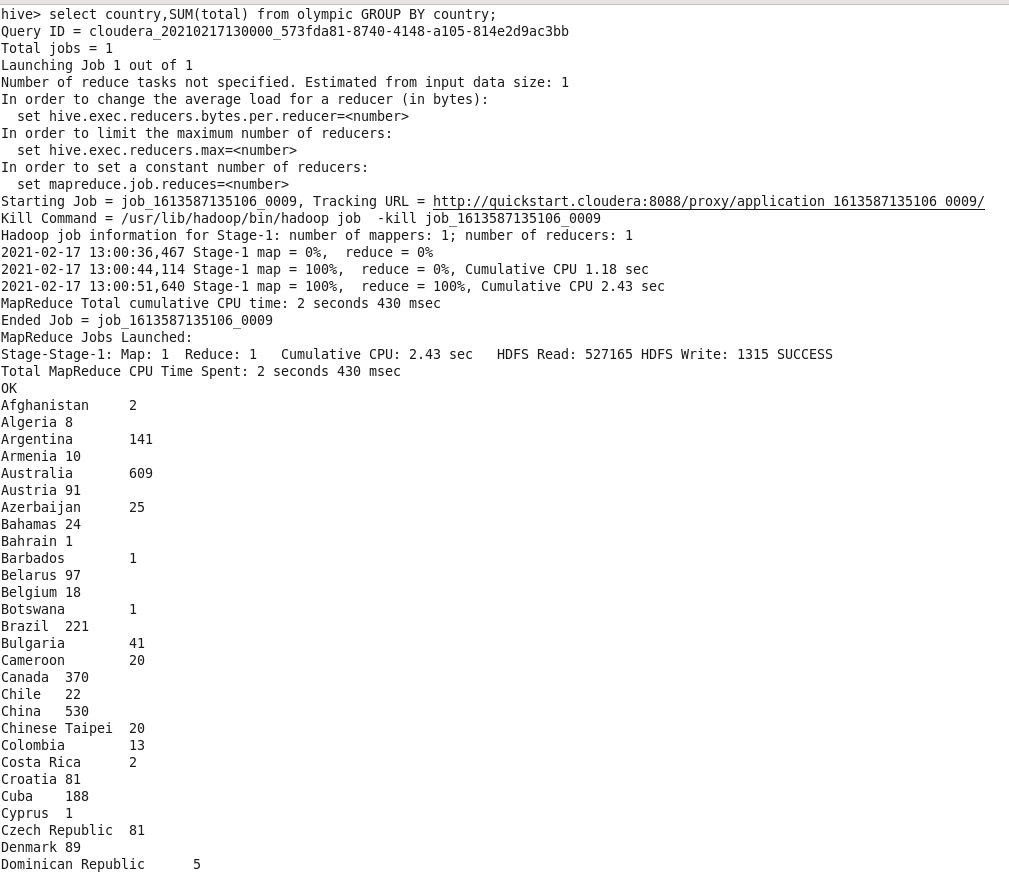 hive> select country,SUM(total) from olympic GROUP BY country;
Query ID = cloudera_20210217130000_573fda81-8740-4148-a105-814e2d9ac3bb
Total jobs = 1
Launching Job 1 out of 1
Number of reduce tasks not specified. Estimated from input data size: 1
In order to change the average load for a reducer (in bytes):
  set hive.exec.reducers.bytes.per.reducer=<number>
In order to limit the maximum number of reducers:
  set hive.exec.reducers.max=<number>
In order to set a constant number of reducers:
  set mapreduce.job.reduces=<number>
Starting Job = job_1613587135106_0009, Tracking URL = http://quickstart.cloudera:8088/proxy/application_1613587135106_0009/
Kill Command = /usr/lib/hadoop/bin/hadoop job  -kill job_1613587135106_0009
Hadoop job information for Stage-1: number of mappers: 1; number of reducers: 1
2021-02-17 13:00:36,467 Stage-1 map = 0%,  reduce = 0%
2021-02-17 13:00:44,114 Stage-1 map = 100%,  reduce = 0%, Cumulative CPU 1.18 sec
2021-02-17 13:00:51,640 Stage-1 map = 100%,  reduce = 100%, Cumulative CPU 2.43 sec
MapReduce Total cumulative CPU time: 2 seconds 430 msec
Ended Job = job_1613587135106_0009
MapReduce Jobs Launched:
Stage-Stage-1: Map: 1  Reduce: 1   Cumulative CPU: 2.43 sec   HDFS Read: 527165 HDFS Write: 1315 SUCCESS
Total MapReduce CPU Time Spent: 2 seconds 430 msec
OK
Afghanistan     2
Algeria 8
Argentina       141
Armenia 10
Australia       609
Austria 91
Azerbaijan      25
Bahamas 24
Bahrain 1
Barbados        1
Belarus 97
Belgium 18
Botswana        1
Brazil  221
Bulgaria        41
Cameroon        20
Canada  370
Chile   22
China   530
Chinese Taipei  20
Colombia        13
Costa Rica      2
Croatia 81
Cuba    188
Cyprus  1
Czech Republic  81
Denmark 89
Dominican Republic      5